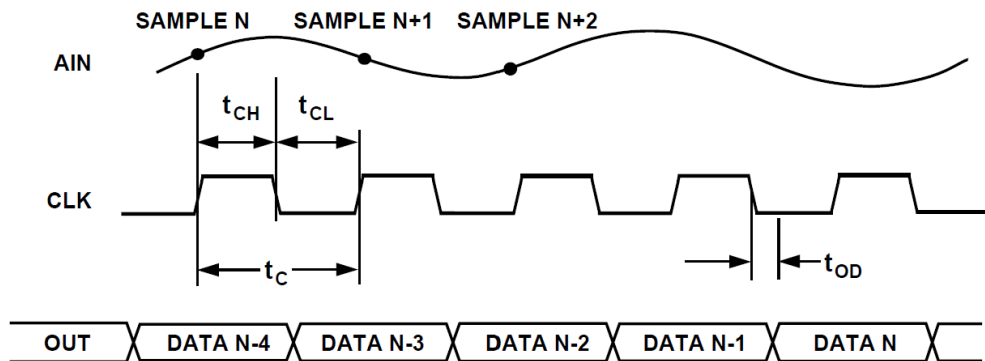 SAMPLE N SAMPLE N+1 SAMPLE N+2
AIN
tCH tCL
CLK
tC tOD
OUT DATA N-4 DATA N-3 DATA N-2 DATA N-1 DATA N